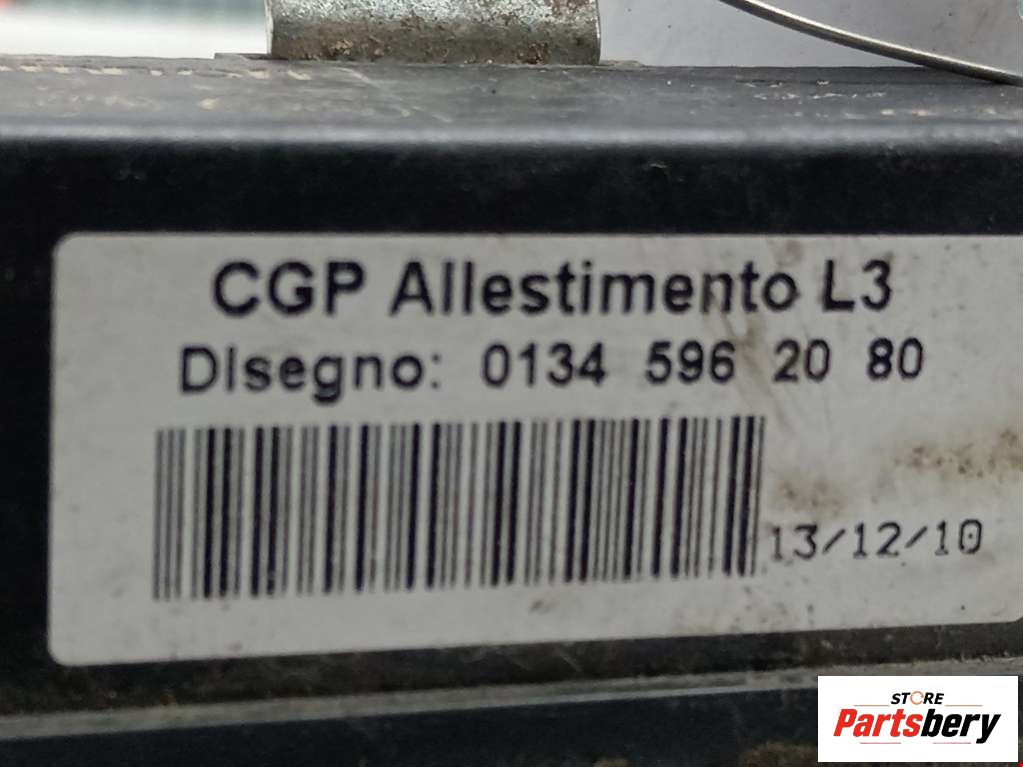 CGP Allestimento L3
Disegno: 0134 596 20 80
13/12/10
STORE
Partsbery